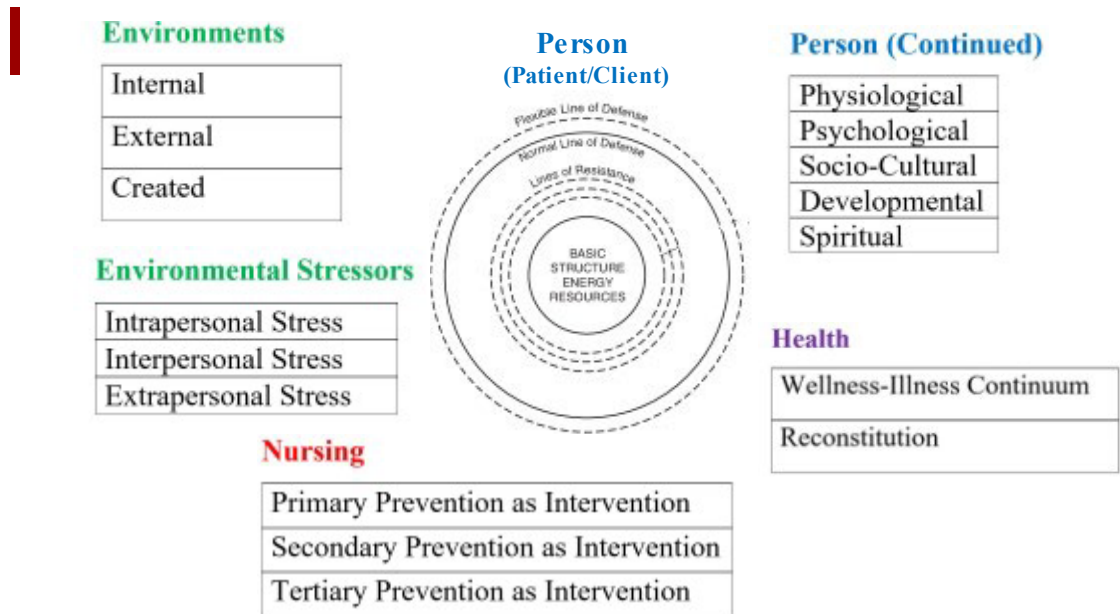 Environments
Internal
External
Created
Environmental Stressors
Intrapersonal Stress
Interpersonal Stress
Extrapersonal Stress
Person
(Patient/Client)
Flexible Line of Defense
Normal Line of Defense
Lines of Resistance
BASIC
STRUCTURE
ENERGY
RESOURCES
Person (Continued)
Physiological
Psychological
Socio-Cultural
Developmental
Spiritual
Health
Wellness-Illness Continuum
Reconstitution
Nursing
Primary Prevention as Intervention
Secondary Prevention as Intervention
Tertiary Prevention as Intervention